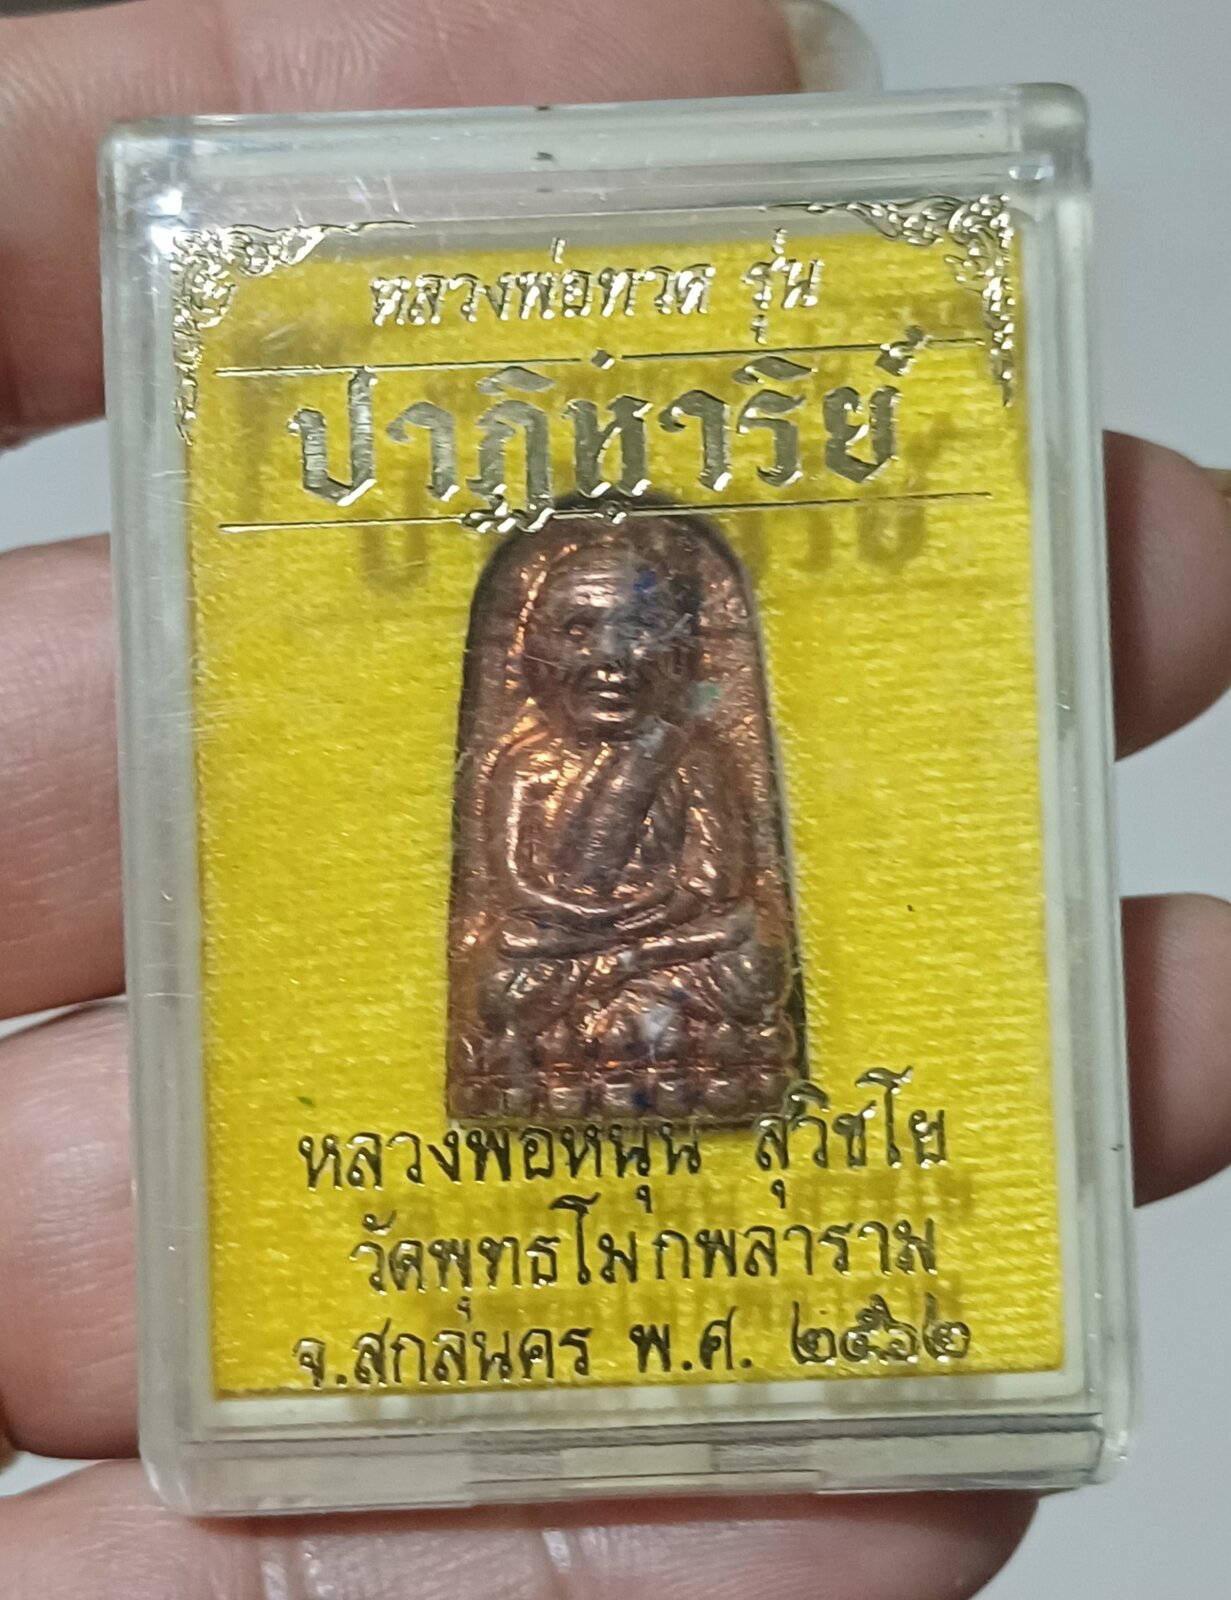 หลวงพ่อทวด รุ่น
ปาฏิหาริย์
หลวงพ่อหนุน สุวิชโย
วัดพุทธโมกพลาราม
จ.สกลนคร พ.ศ. ๒๕๖๒